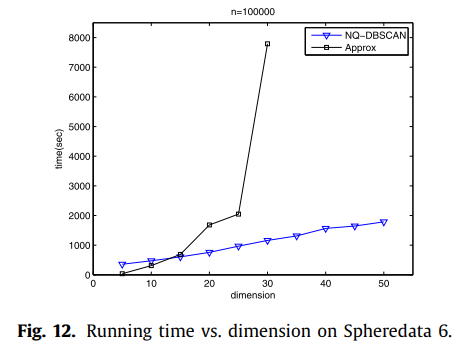 n=100000
NQ-DBSCAN
Approx
8000
7000
6000
5000
4000
3000
2000
1000
0
0 10 20 30 40 50
time(sec)
dimension
Fig. 12. Running time vs. dimension on Spheredata 6.